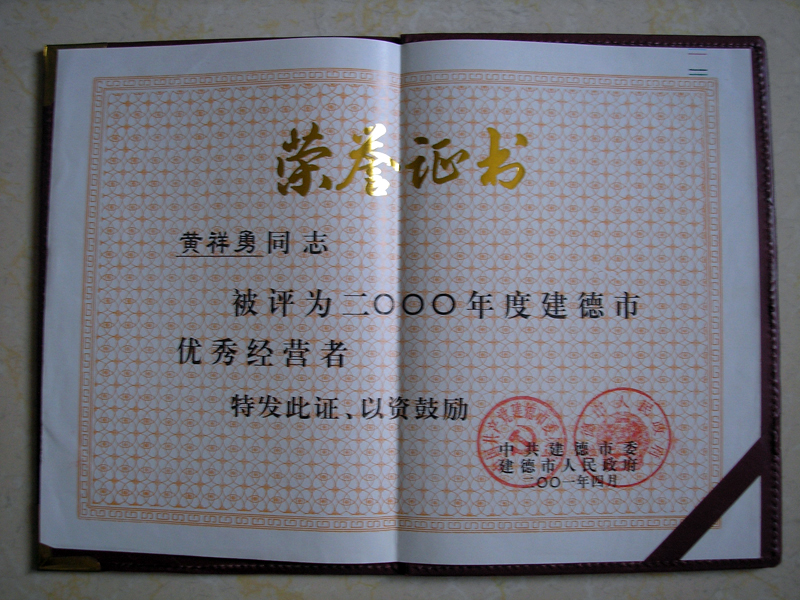 荣誉证书
黄祥勇同志
被评为二〇〇〇年度建德市
优秀经营者
特发此证、以资鼓励
中共建德市委
建德市人民政府
二〇〇一年四月